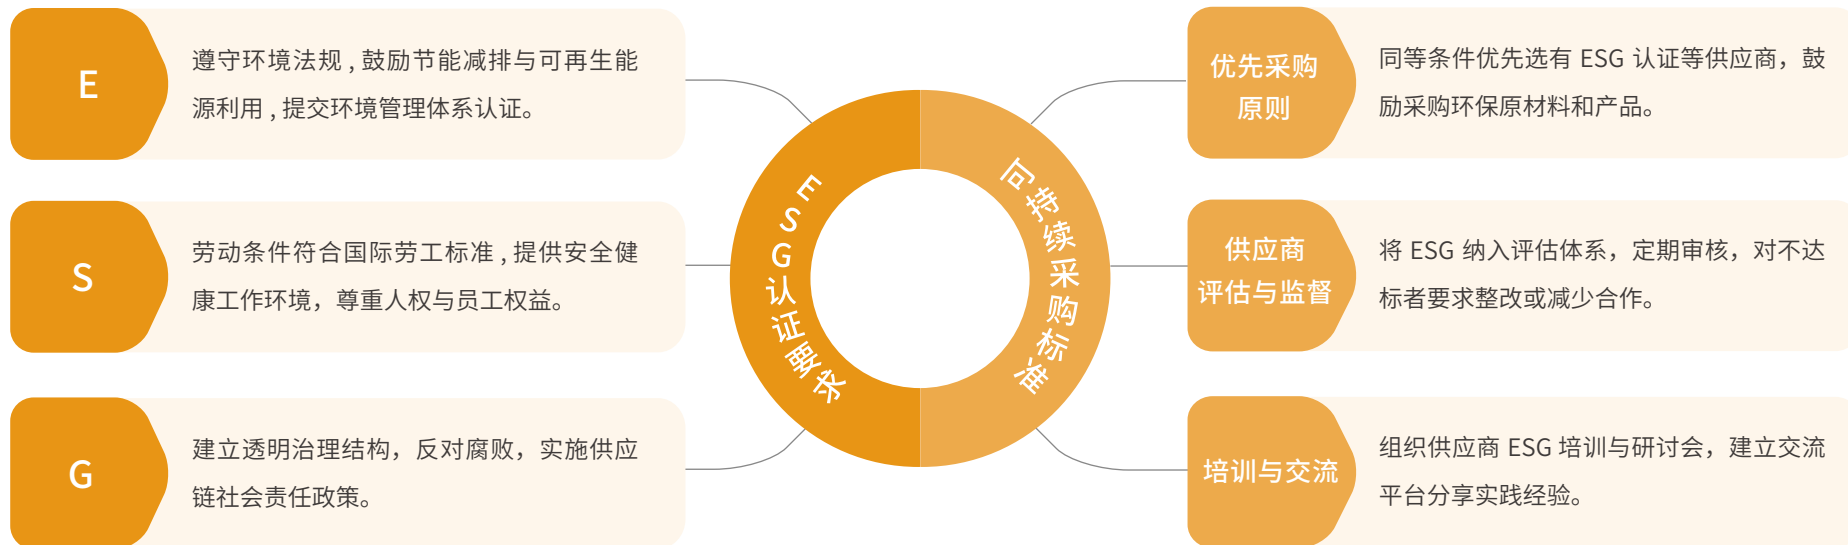 E
遵守环境法规 , 鼓励节能减排与可再生能
源利用 , 提交环境管理体系认证。
S
劳动条件符合国际劳工标准 , 提供安全健
康工作环境，尊重人权与员工权益。
G
建立透明治理结构，反对腐败，实施供应
链社会责任政策。
ESG认证要求
可持续采购标准
优先采购
原则
同等条件优先选有 ESG 认证等供应商，鼓
励采购环保原材料和产品。
供应商
评估与监督
将 ESG 纳入评估体系，定期审核，对不达
标者要求整改或减少合作。
培训与交流
组织供应商 ESG 培训与研讨会，建立交流
平台分享实践经验。